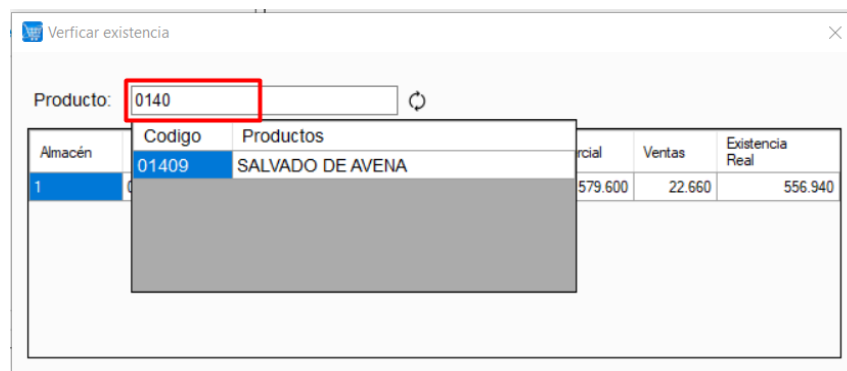 Verficar existencia
Producto: 0140
Codigo Productos
01409 SALVADO DE AVENA
Almacén Ventas Existencia Real
1 579.600 22.660 556.940